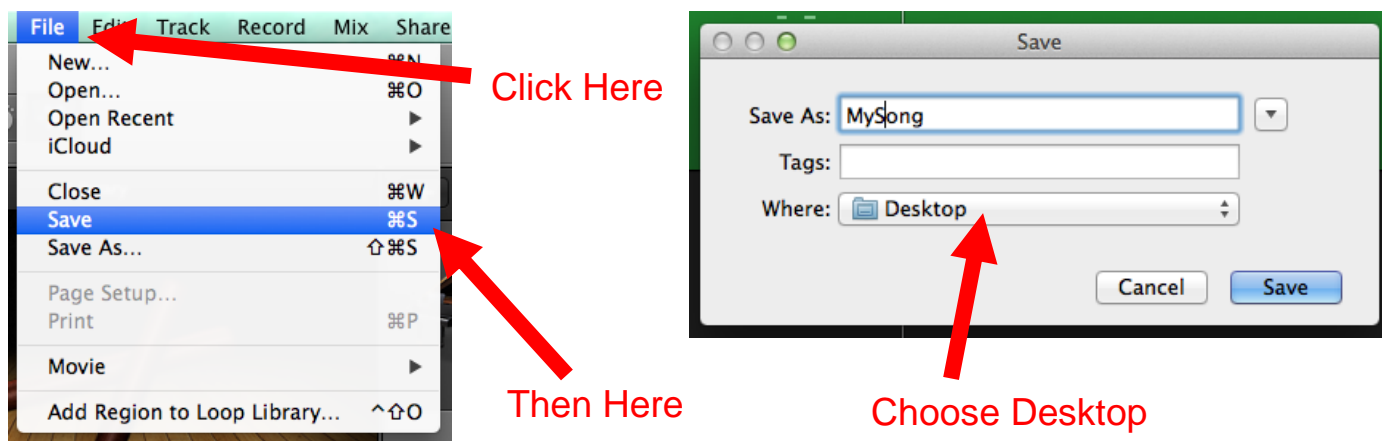 File Edit Track Record Mix Share
New... ⌘N
Open... ⌘O
Open Recent ▶
iCloud ▶
Close ⌘W
Save ⌘S
Save As... ⇧⌘S
Page Setup...
Print ⌘P
Movie ▶
Add Region to Loop Library... ^⇧O
Click Here
Then Here
Save
Save As: MySong
Tags:
Where: Desktop
Cancel Save
Choose Desktop